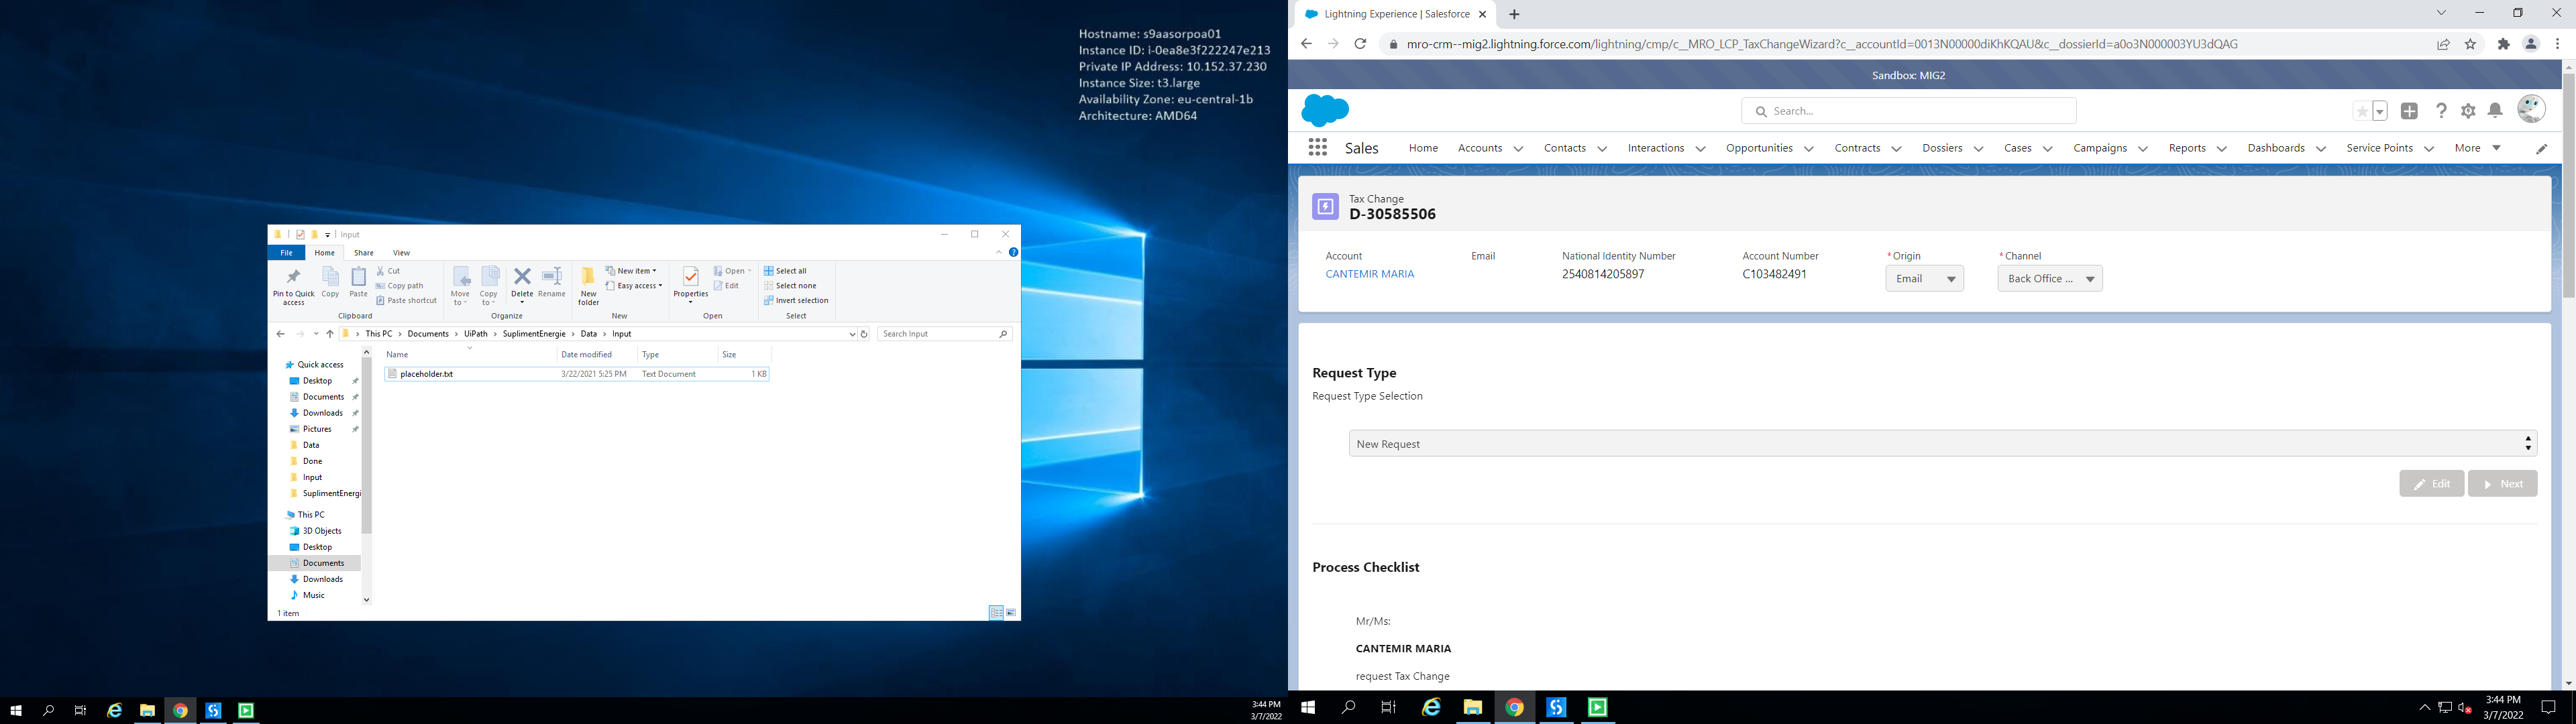 Hostname: s9aasorpoa01
Instance ID: i-0ea8e3f222247e213
Private IP Address: 10.152.37.230
Instance Size: t3.large
Availability Zone: eu-central-1b
Architecture: AMD64
Input
File Home Share View
Pin to Quick access
Copy
Paste
Cut
Copy path
Paste shortcut
Clipboard
Move to
Copy to
Delete
Rename
Organize
New folder
New item
Easy access
New
Properties
Open
Edit
Open
Select all
Select none
Invert selection
Select
This PC > Documents > UiPath > SuplimentEnergie > Data > Input
Search Input
Name Date modified Type Size
placeholder.txt 3/22/2021 5:25 PM Text Document 1 KB
Quick access
Desktop
Documents
Downloads
Pictures
Data
Done
Input
SuplimentEnergi
This PC
3D Objects
Desktop
Documents
Downloads
Music
1 item
3:44 PM
3/7/2022
Lightning Experience | Salesforce
mro-crm--mig2.lightning.force.com/lightning/cmp/c__MRO_LCP_TaxChangeWizard?c__accountId=0013N00000diKhKQAU&c__dossierId=a0o3N000003YU3dQAG
Sandbox: MIG2
Search...
Sales Home Accounts Contacts Interactions Opportunities Contracts Dossiers Cases Campaigns Reports Dashboards Service Points More
Tax Change
D-30585506
Account Email National Identity Number Account Number *Origin *Channel
CANTEMIR MARIA 2540814205897 C103482491 Email Back Office ...
Request Type
Request Type Selection
New Request
Edit Next
Process Checklist
Mr/Ms:
CANTEMIR MARIA
request Tax Change
3:44 PM
3/7/2022